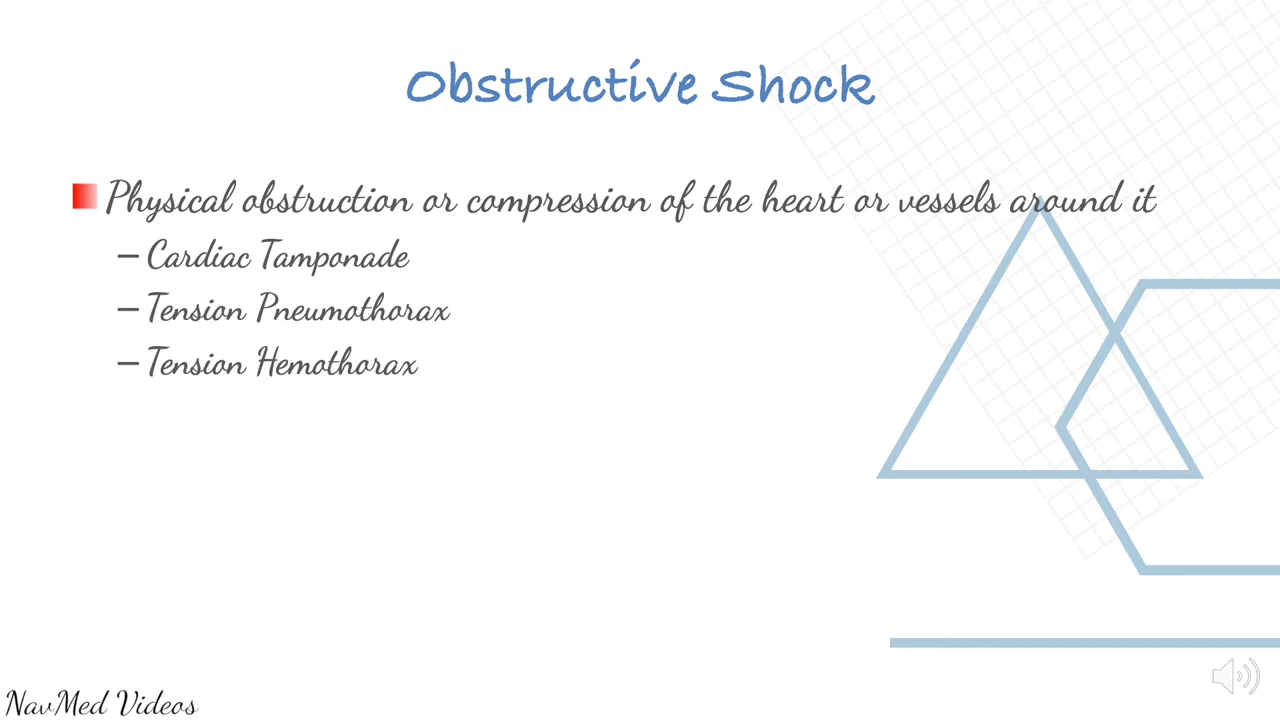 Obstructive Shock
Physical obstruction or compression of the heart or vessels around it
– Cardiac Tamponade
– Tension Pneumothorax
– Tension Hemothorax
NavMed Videos